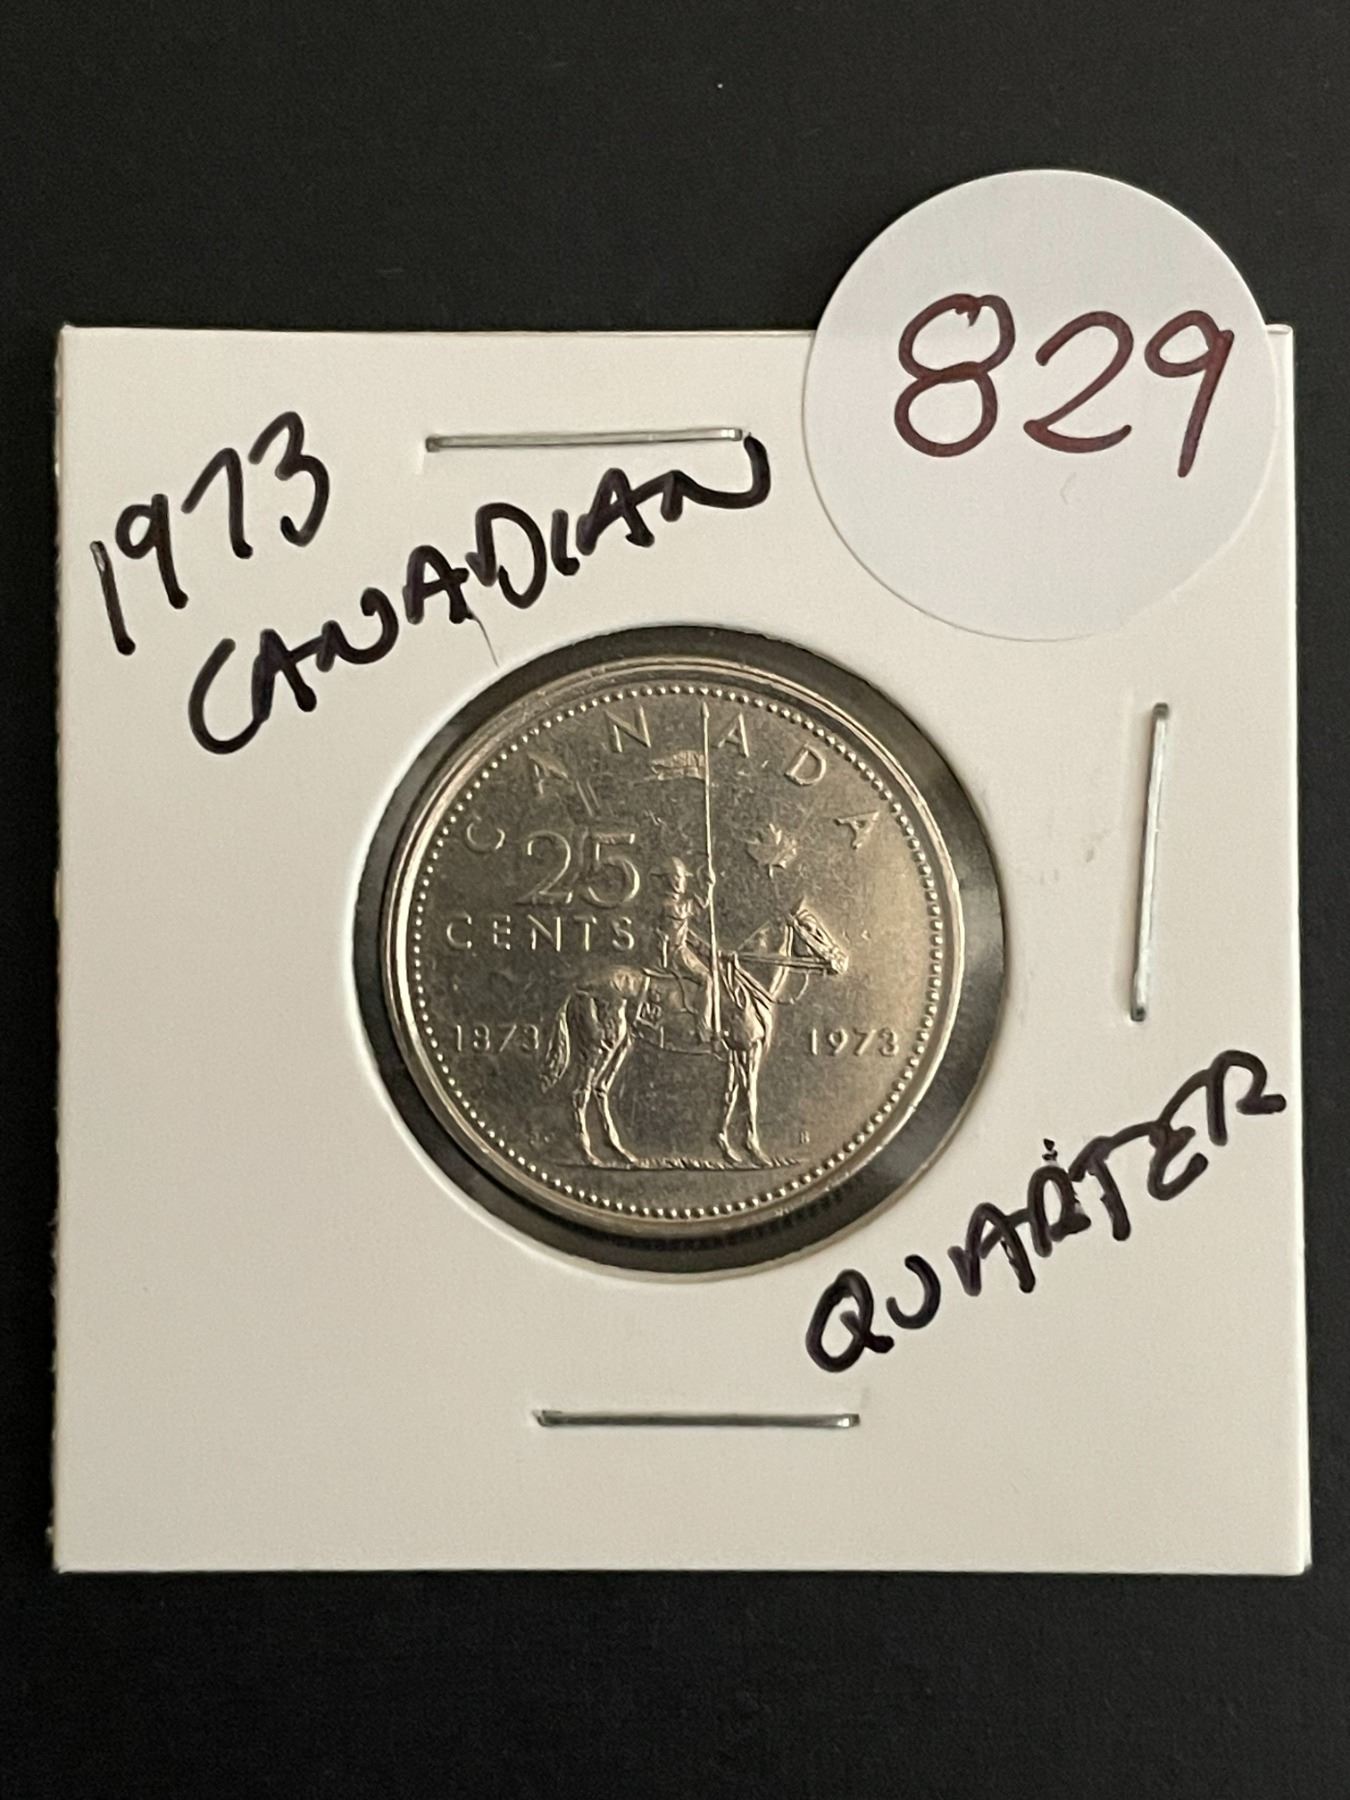 829
1973
CANADIAN
CANADA
25
CENTS
1873 1973
B
QUARTER